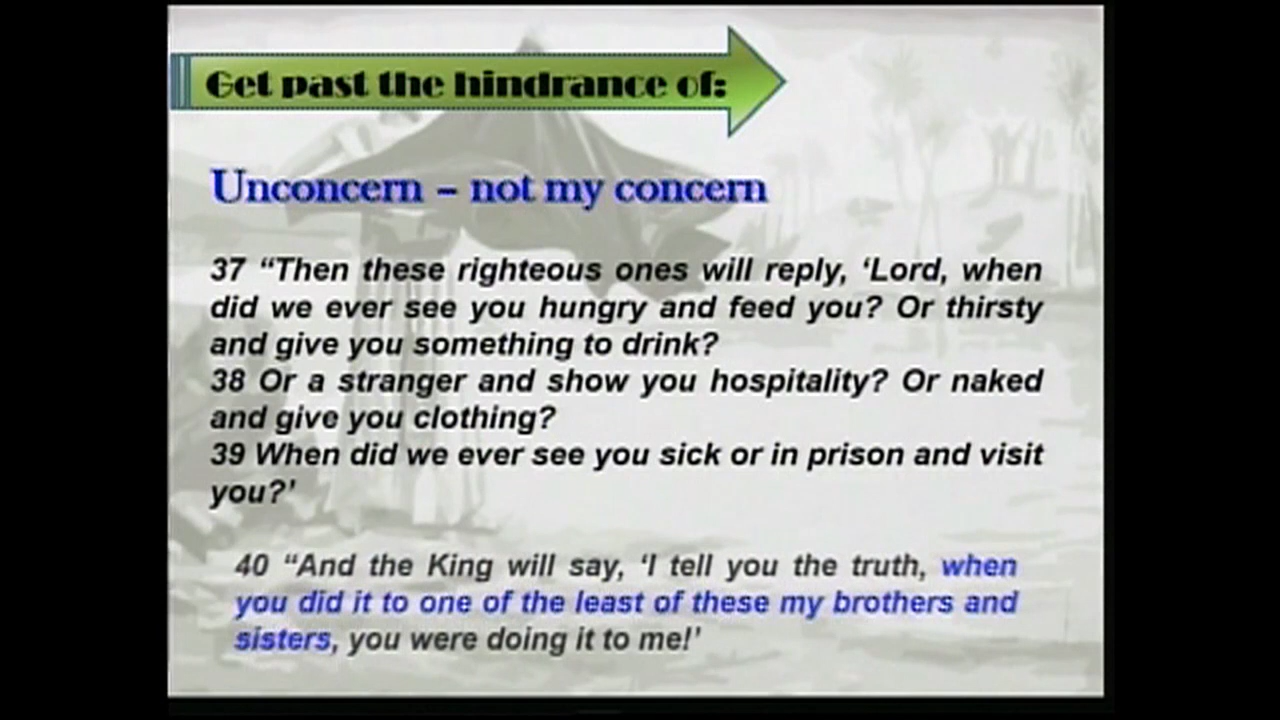 Get past the hindrance of:
Unconcern – not my concern
37 “Then these righteous ones will reply, ‘Lord, when
did we ever see you hungry and feed you? Or thirsty
and give you something to drink?
38 Or a stranger and show you hospitality? Or naked
and give you clothing?
39 When did we ever see you sick or in prison and visit
you?’
40 “And the King will say, ‘I tell you the truth, when
you did it to one of the least of these my brothers and
sisters, you were doing it to me!’